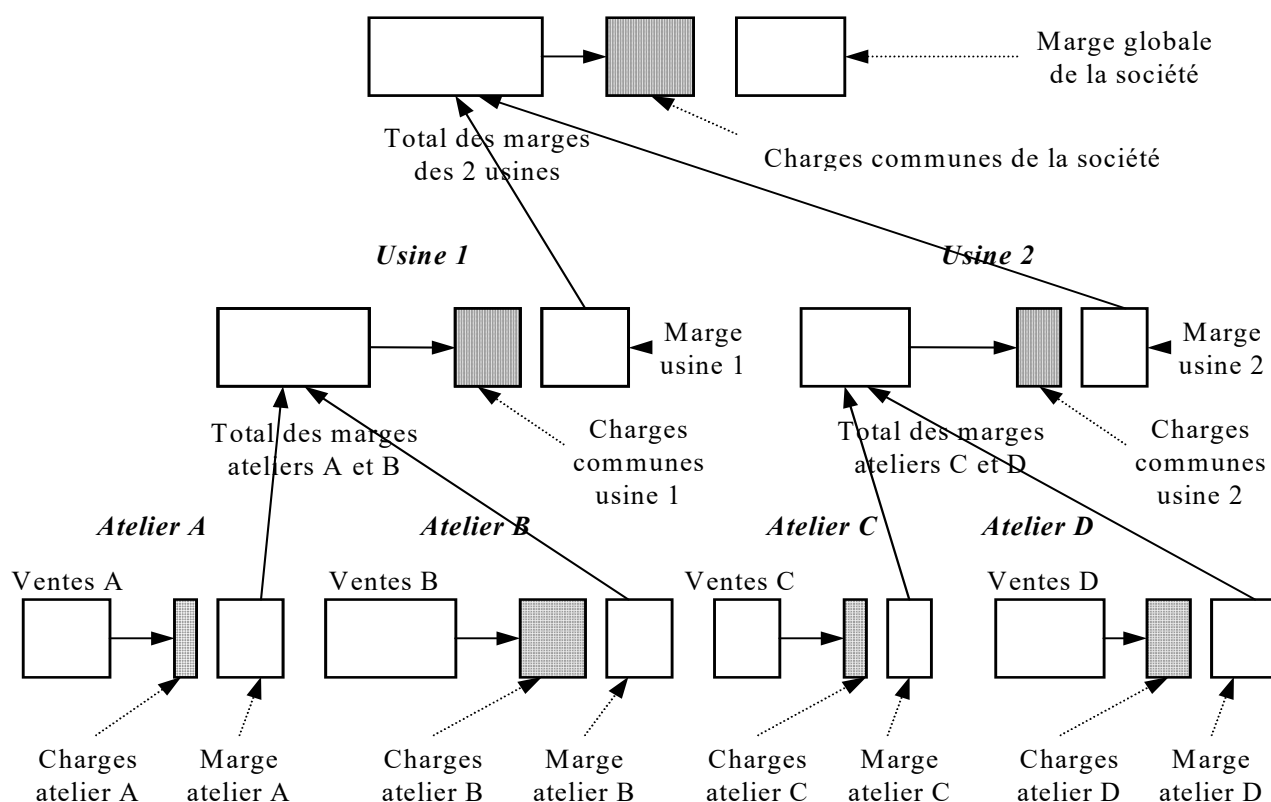 Marge globale
de la société
Total des marges
des 2 usines
Charges communes de la société
Usine 1
Usine 2
Marge
usine 1
Marge
usine 2
Total des marges
ateliers A et B
Charges
communes
usine 1
Total des marges
ateliers C et D
Charges
communes
usine 2
Atelier A
Atelier B
Atelier C
Atelier D
Ventes A
Ventes B
Ventes C
Ventes D
Charges
atelier A
Marge
atelier A
Charges
atelier B
Marge
atelier B
Charges
atelier C
Marge
atelier C
Charges
atelier D
Marge
atelier D